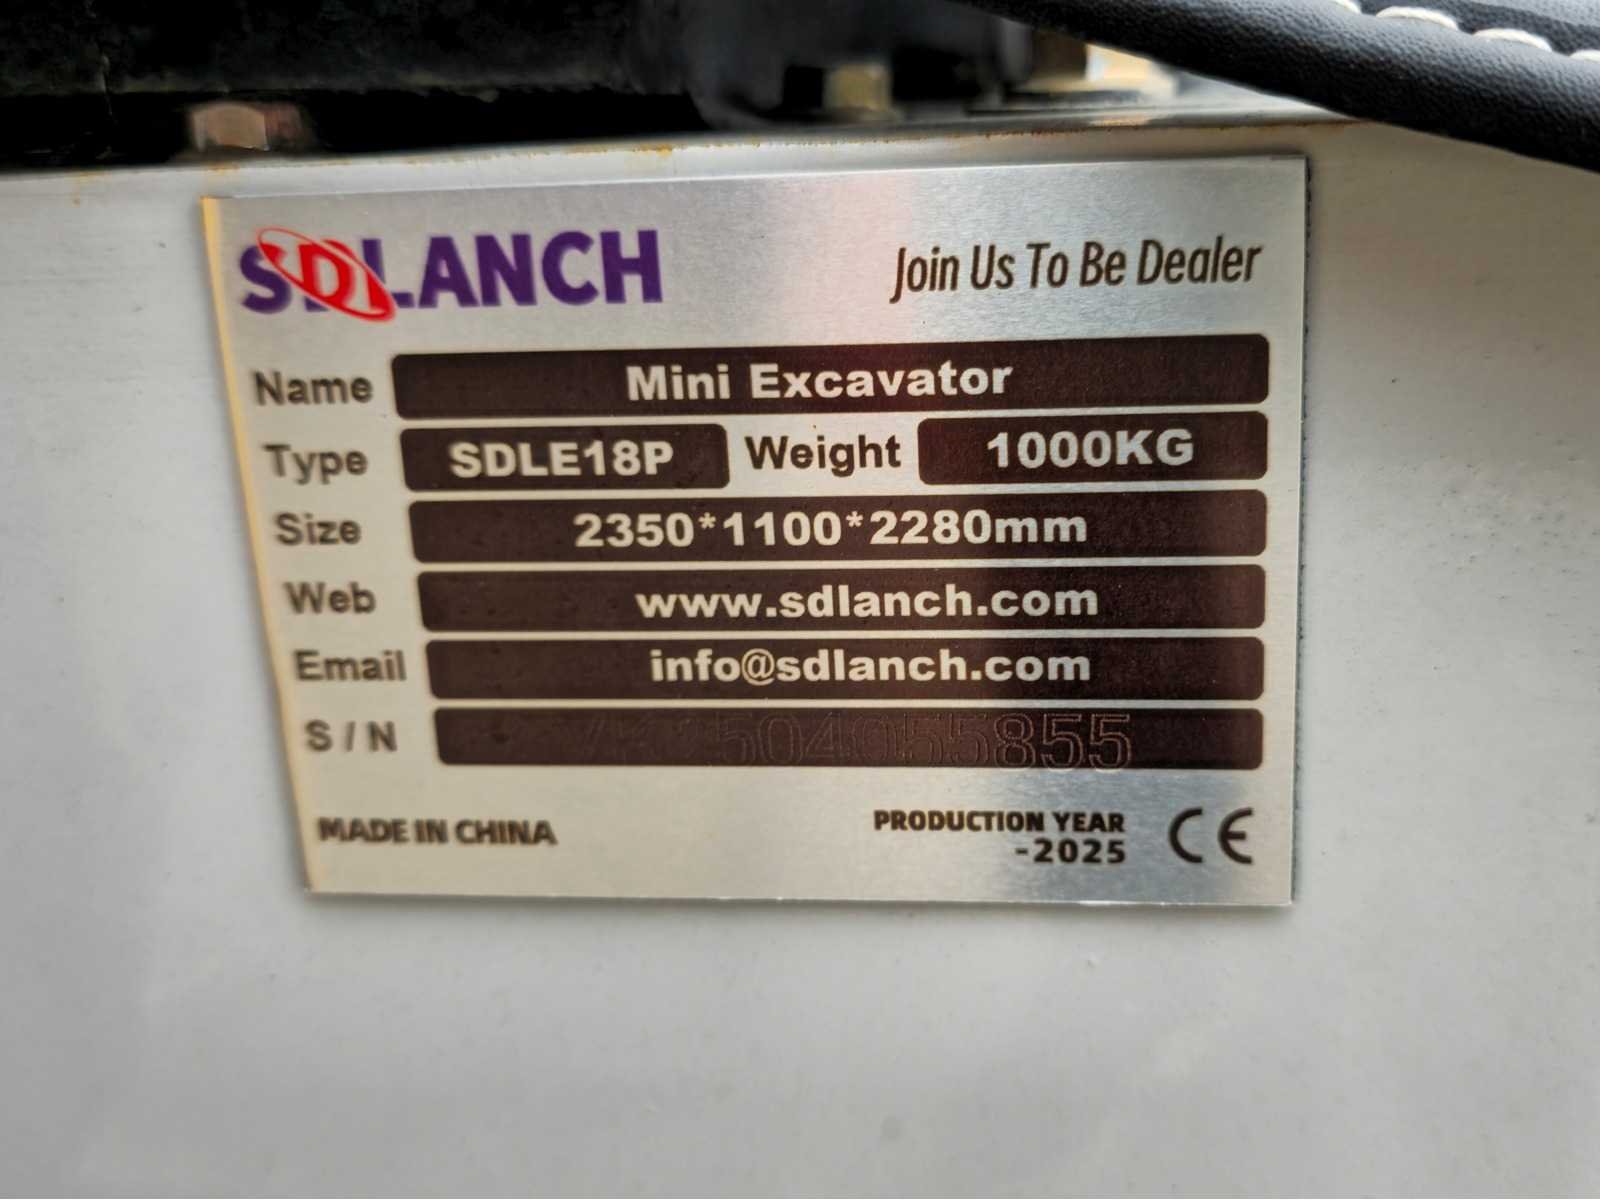 SDLANCH Join Us To Be Dealer
Name Mini Excavator
Type SDLE18P Weight 1000KG
Size 2350*1100*2280mm
Web www.sdlanch.com
Email info@sdlanch.com
S / N
MADE IN CHINA PRODUCTION YEAR CE
-2025